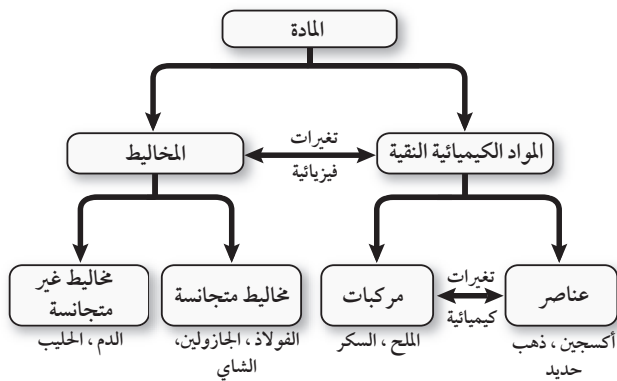 المادة
المواد الكيميائية النقية
تغيرات
فيزيائية
المخاليط
عناصر
تغيرات
كيميائية
مركبات
مخاليط متجانسة
مخاليط غير
متجانسة
أكسجين ، ذهب
حديد
الملح ، السكر
الفولاذ ، الجازولين،
الشاي
الدم ، الحليب